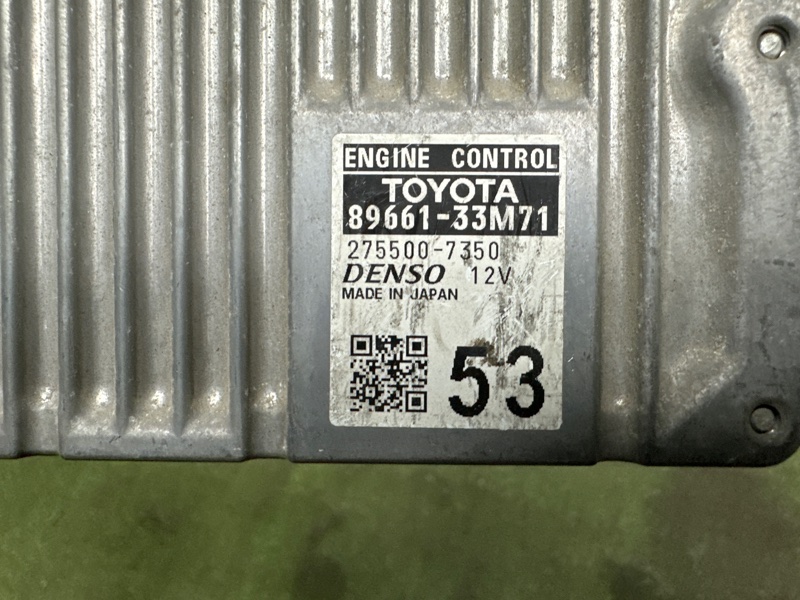 ENGINE CONTROL
TOYOTA
89661-33M71
275500-7350
DENSO 12V
MADE IN JAPAN
53